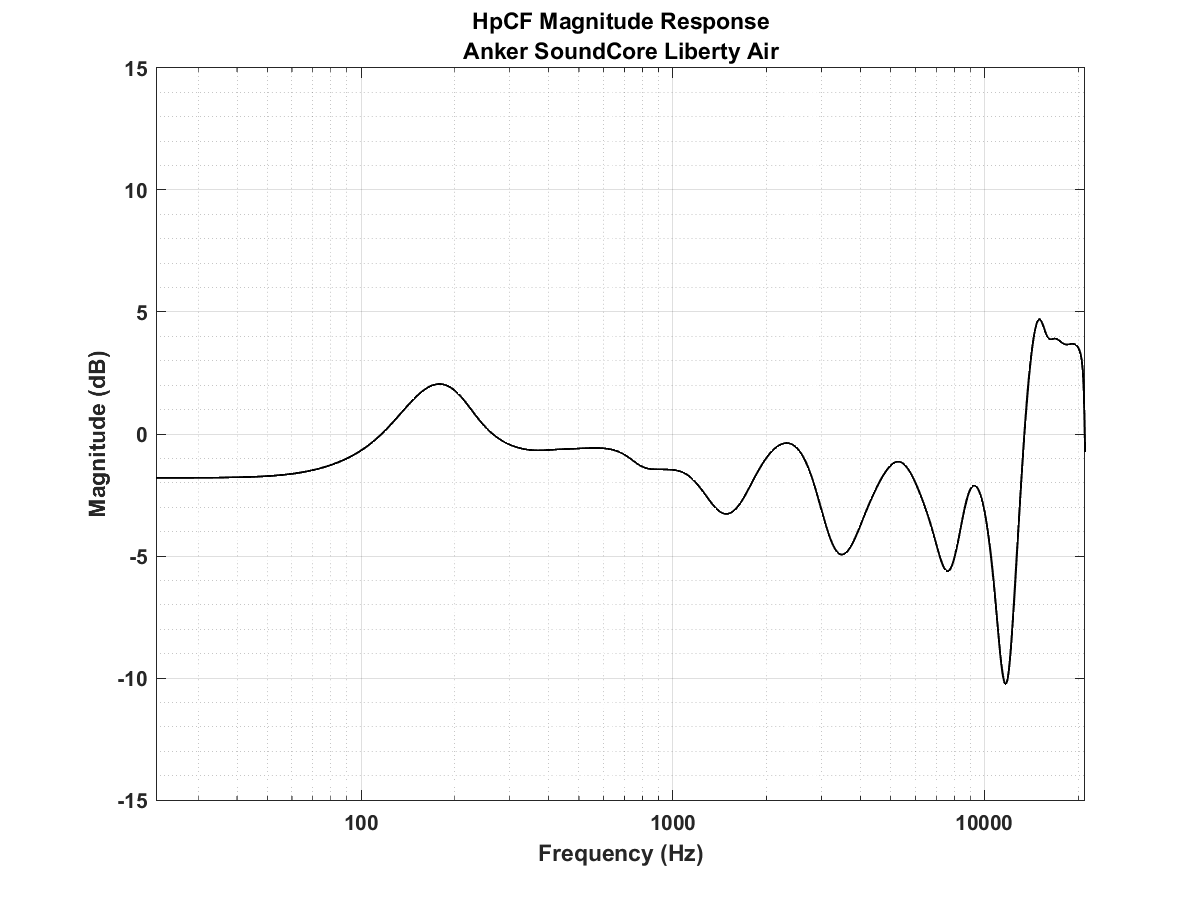 HpCF Magnitude Response
Anker SoundCore Liberty Air
15
10
5
0
-5
-10
-15
Magnitude (dB)
100 1000 10000
Frequency (Hz)